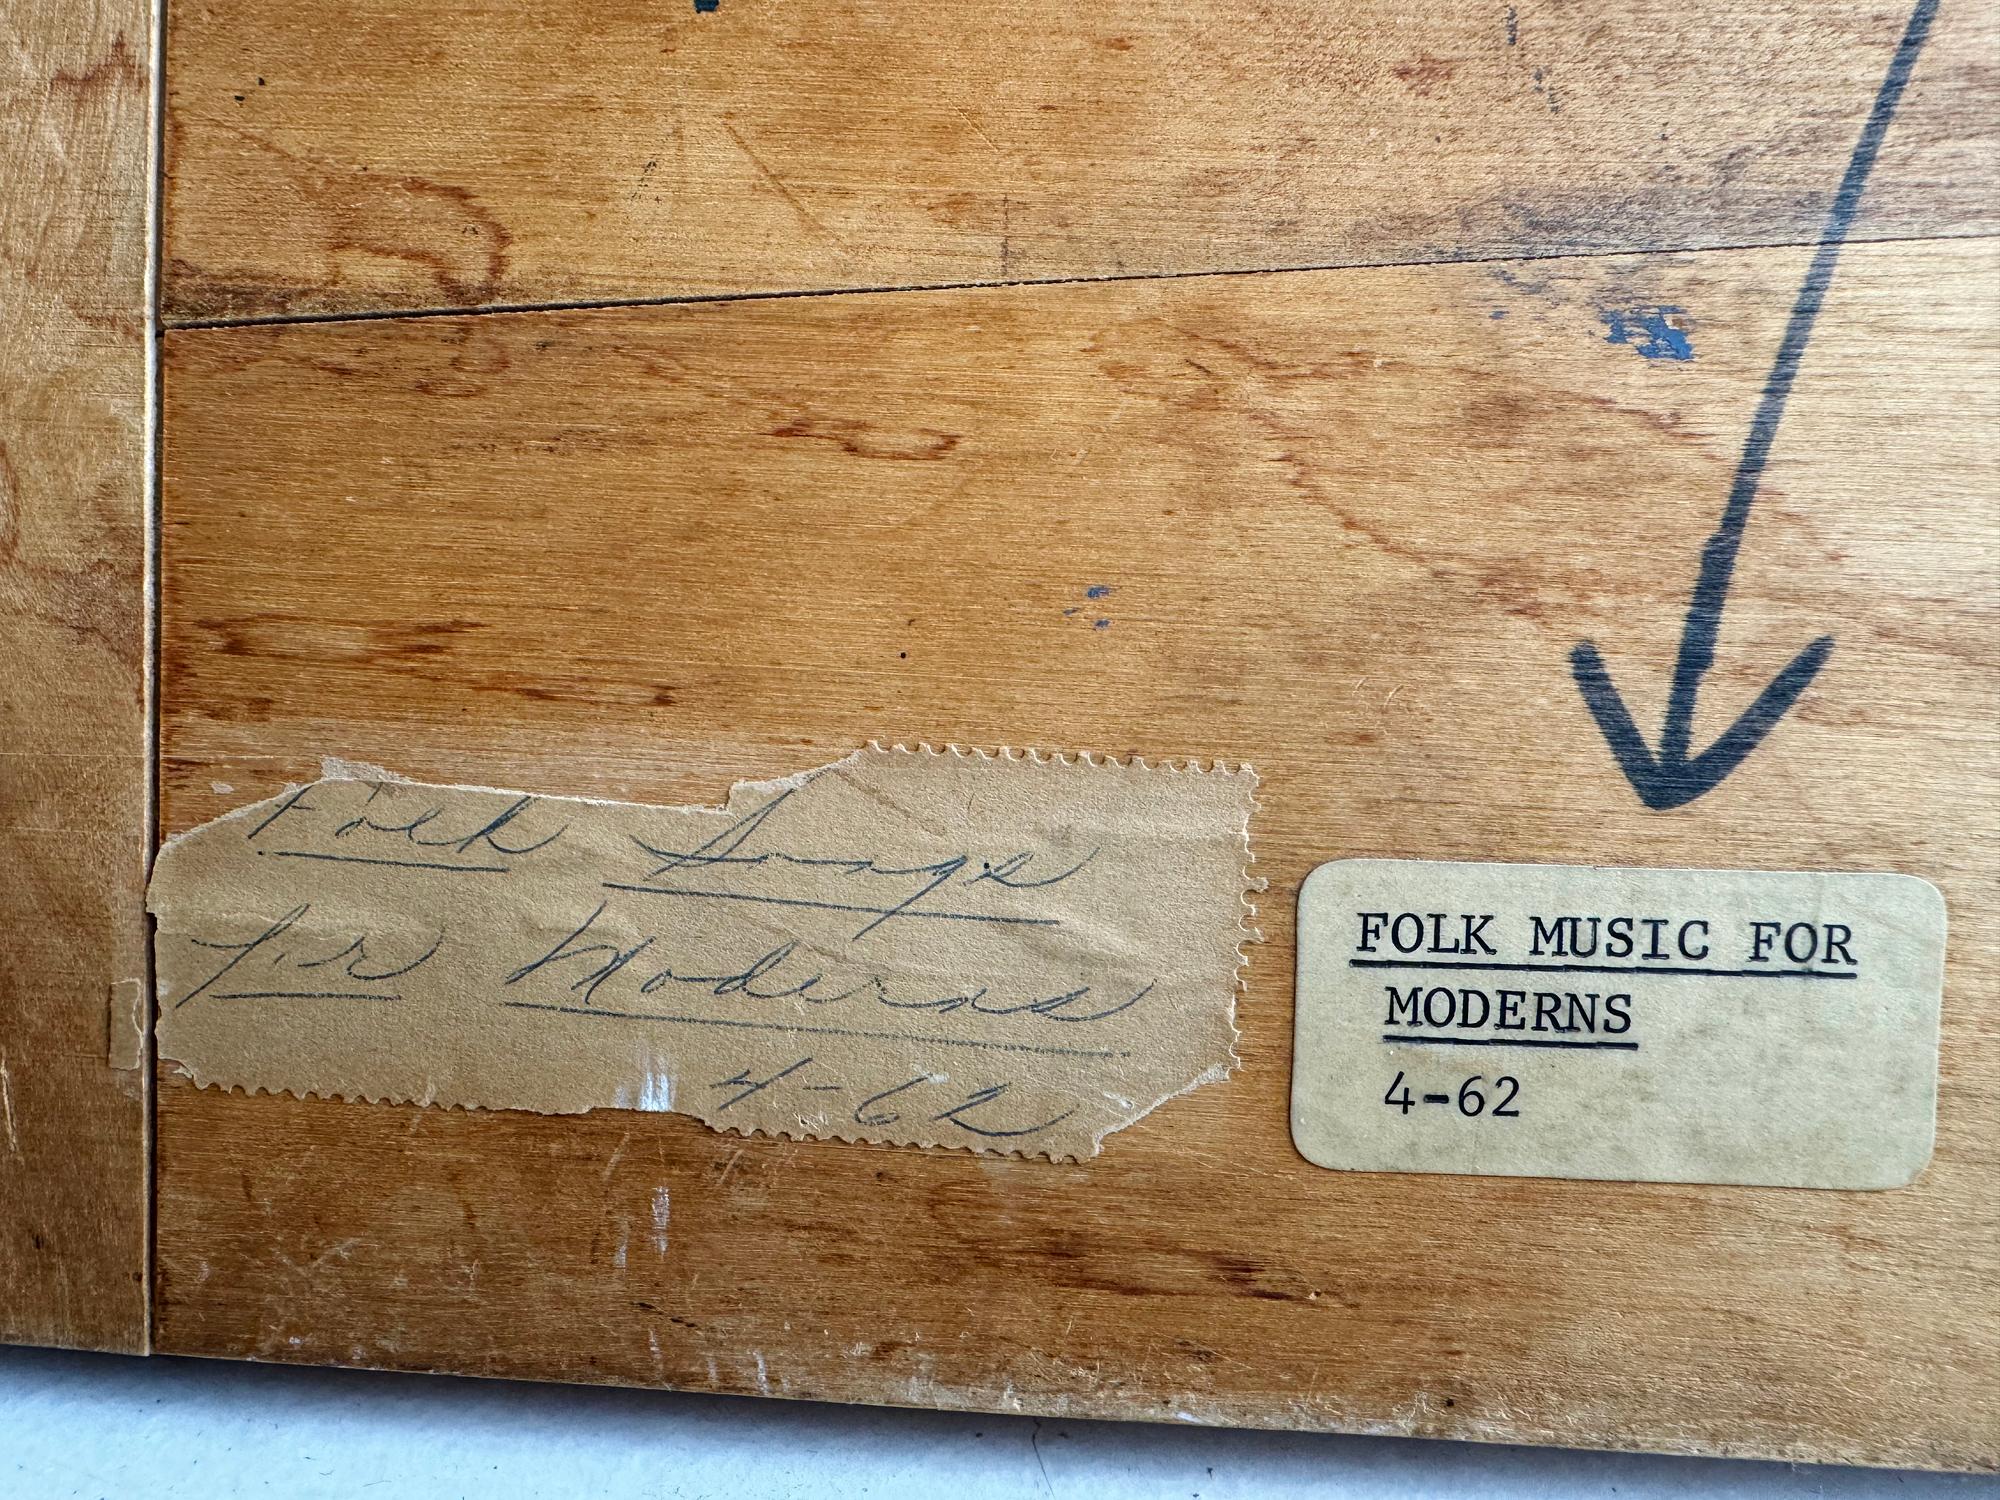 Folk Songs
for Moderns
4-62
FOLK MUSIC FOR
MODERNS
4-62